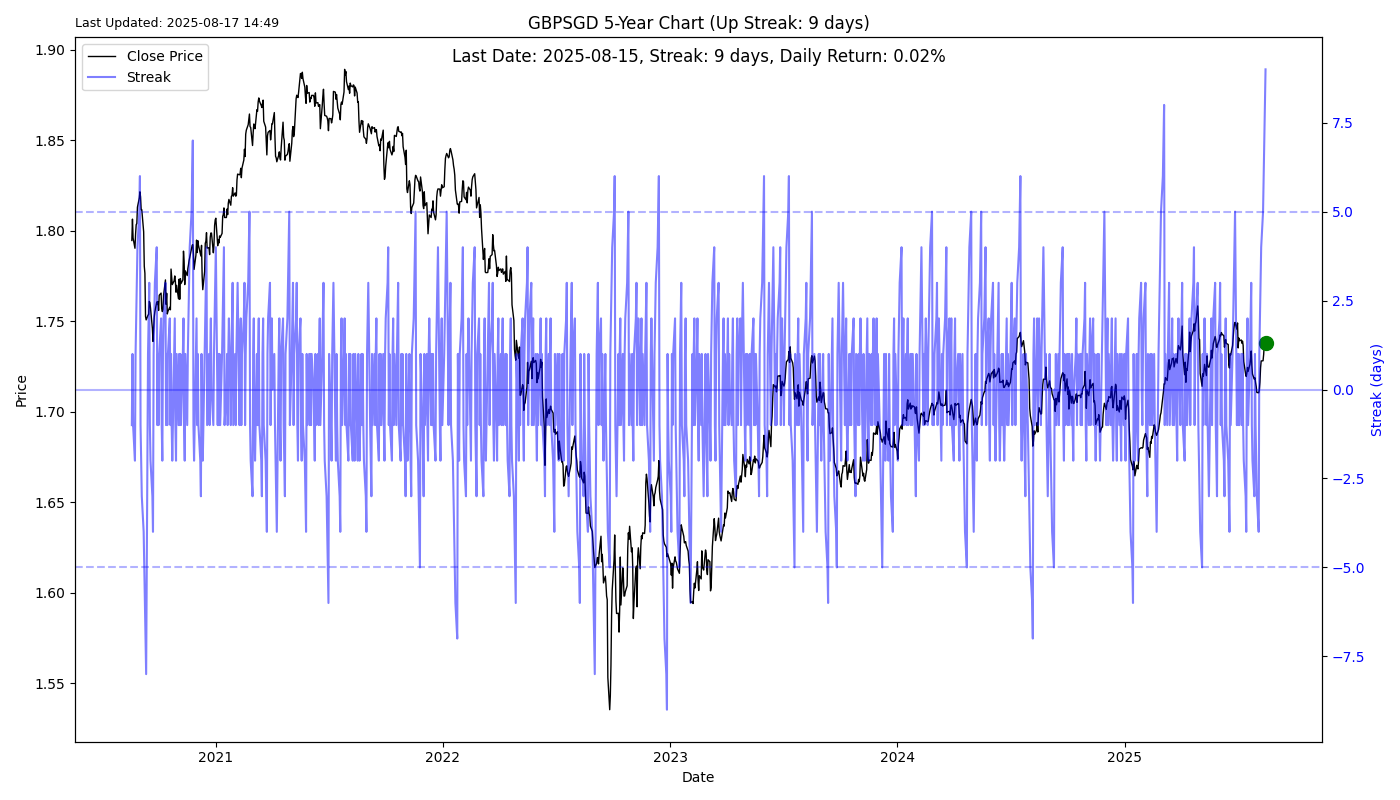 Last Updated: 2025-08-17 14:49
GBPSGD 5-Year Chart (Up Streak: 9 days)
Last Date: 2025-08-15, Streak: 9 days, Daily Return: 0.02%
Close Price
Streak
1.90
1.85
1.80
1.75
1.70
1.65
1.60
1.55
Price
7.5
5.0
2.5
0.0
−2.5
−5.0
−7.5
Streak (days)
2021
2022
2023
2024
2025
Date